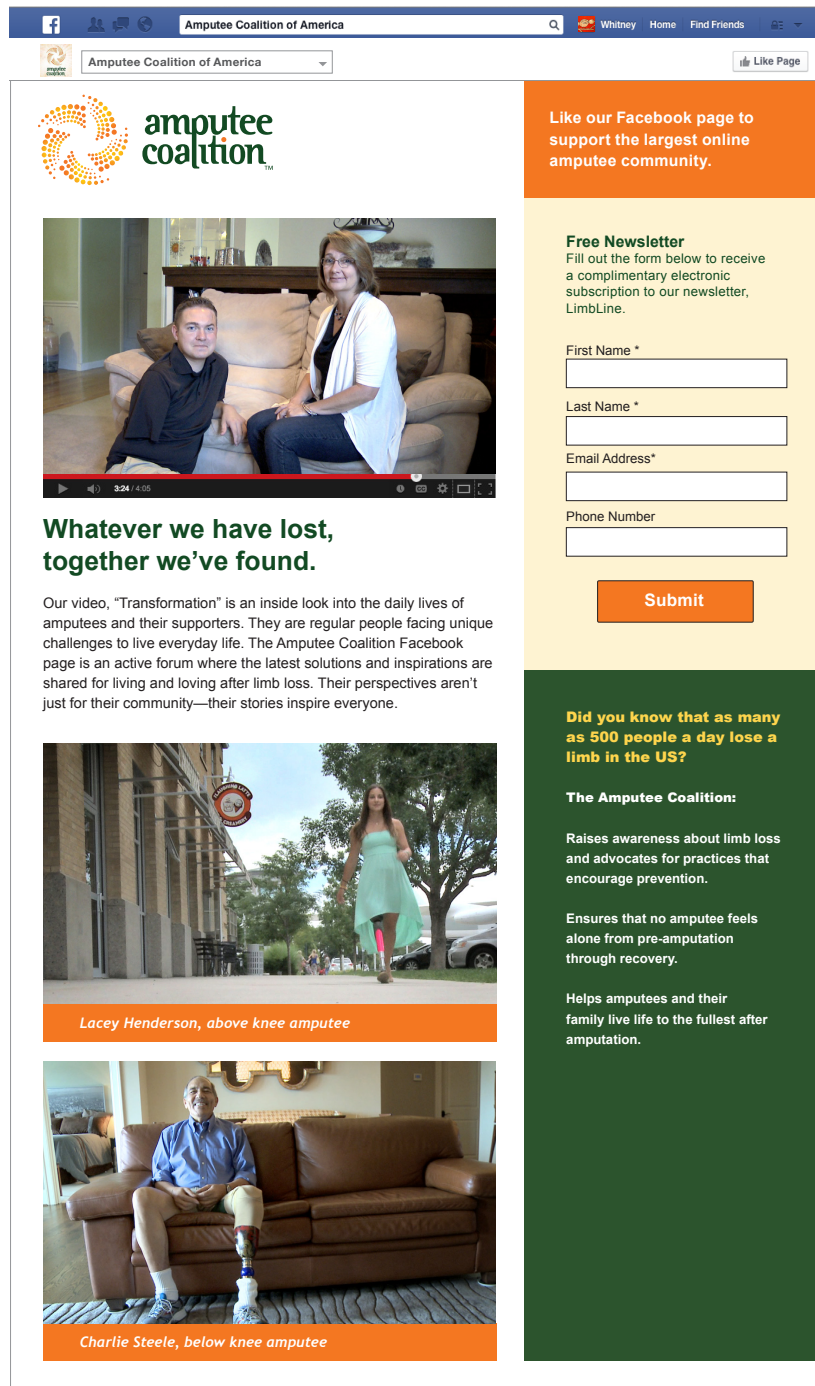 Amputee Coalition of America
Whitney Home Find Friends
amputee
coalition
Amputee Coalition of America
Like Page
amputee
coalition™
Like our Facebook page to
support the largest online
amputee community.
3:24 / 4:05
CC
Whatever we have lost,
together we’ve found.
Our video, “Transformation” is an inside look into the daily lives of
amputees and their supporters. They are regular people facing unique
challenges to live everyday life. The Amputee Coalition Facebook
page is an active forum where the latest solutions and inspirations are
shared for living and loving after limb loss. Their perspectives aren’t
just for their community—their stories inspire everyone.
Free Newsletter
Fill out the form below to receive
a complimentary electronic
subscription to our newsletter,
LimbLine.
First Name *
Last Name *
Email Address*
Phone Number
Submit
LATTE
CREAMERY
Lacey Henderson, above knee amputee
Charlie Steele, below knee amputee
Did you know that as many
as 500 people a day lose a
limb in the US?
The Amputee Coalition:
Raises awareness about limb loss
and advocates for practices that
encourage prevention.
Ensures that no amputee feels
alone from pre-amputation
through recovery.
Helps amputees and their
family live life to the fullest after
amputation.